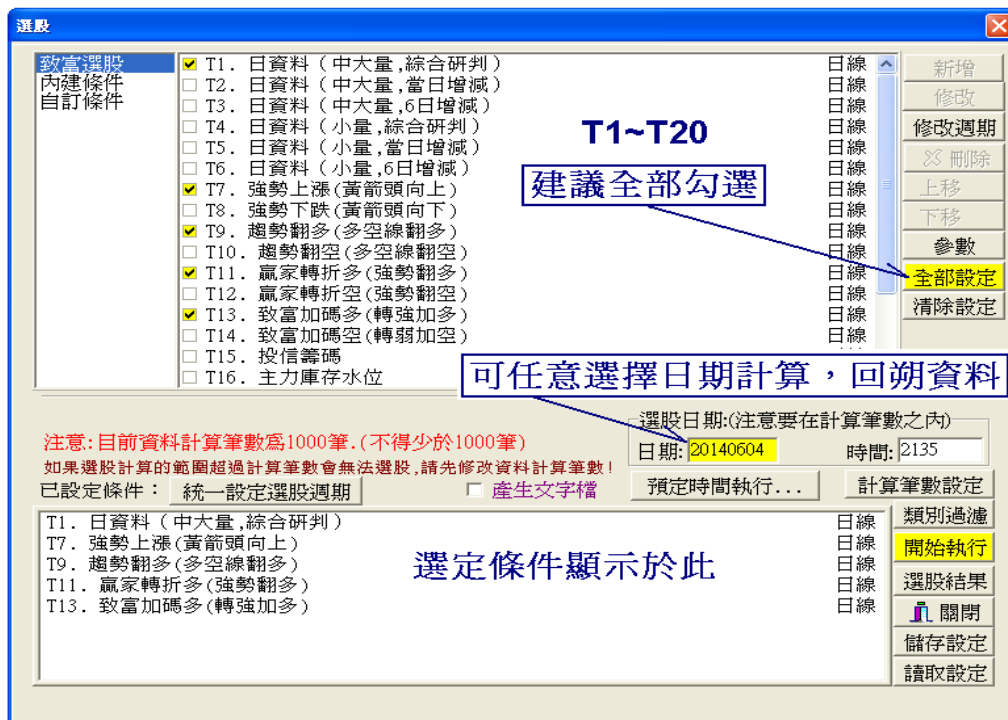 選股
致富選股
內建條件
自訂條件
T1. 日資料（中大量,綜合研判） 日線
T2. 日資料（中大量,當日增減） 日線
T3. 日資料（中大量,6日增減） 日線
T4. 日資料（小量,綜合研判） 日線
T5. 日資料（小量,當日增減） 日線
T6. 日資料（小量,6日增減） 日線
T7. 強勢上漲(黃箭頭向上) 日線
T8. 強勢下跌(黃箭頭向下) 日線
T9. 趨勢翻多(多空線翻多) 日線
T10. 趨勢翻空(多空線翻空) 日線
T11. 贏家轉折多(強勢翻多) 日線
T12. 贏家轉折空(強勢翻空) 日線
T13. 致富加碼多(轉強加多) 日線
T14. 致富加碼空(轉弱加空) 日線
T15. 投信籌碼
T16. 主力庫存水位
T1~T20
建議全部勾選
新增
修改
修改週期
刪除
上移
下移
參數
全部設定
清除設定
可任意選擇日期計算，回朔資料
注意:目前資料計算筆數為1000筆.(不得少於1000筆)
如果選股計算的範圍超過計算筆數會無法選股,請先修改資料計算筆數!
選股日期:(注意要在計算筆數之內)
日期: 20140604 時間: 2135
已設定條件： 統一設定選股週期 產生文字檔 預定時間執行... 計算筆數設定
T1. 日資料（中大量,綜合研判） 日線
T7. 強勢上漲(黃箭頭向上) 日線
T9. 趨勢翻多(多空線翻多) 日線
T11. 贏家轉折多(強勢翻多) 日線
T13. 致富加碼多(轉強加多) 日線
選定條件顯示於此
類別過濾
開始執行
選股結果
關閉
儲存設定
讀取設定